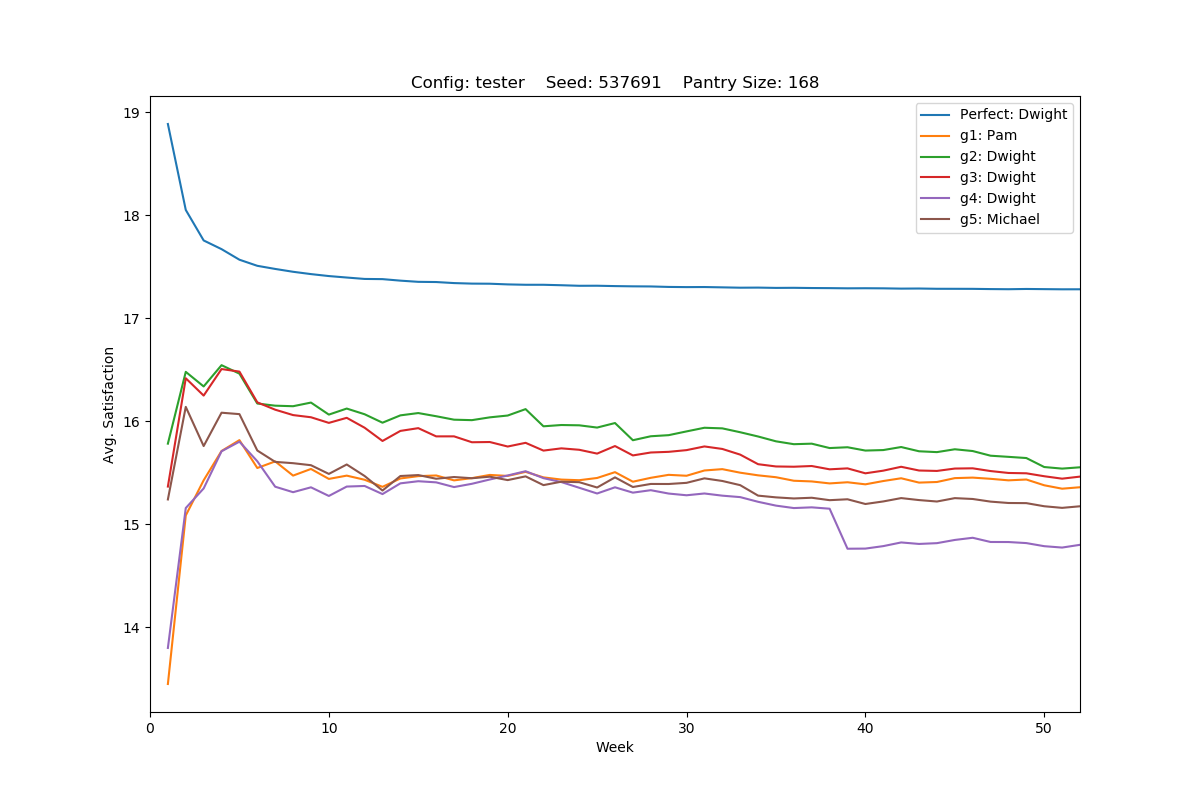 Config: tester    Seed: 537691    Pantry Size: 168
Perfect: Dwight
g1: Pam
g2: Dwight
g3: Dwight
g4: Dwight
g5: Michael
Avg. Satisfaction
19
18
17
16
15
14
0 10 20 30 40 50
Week